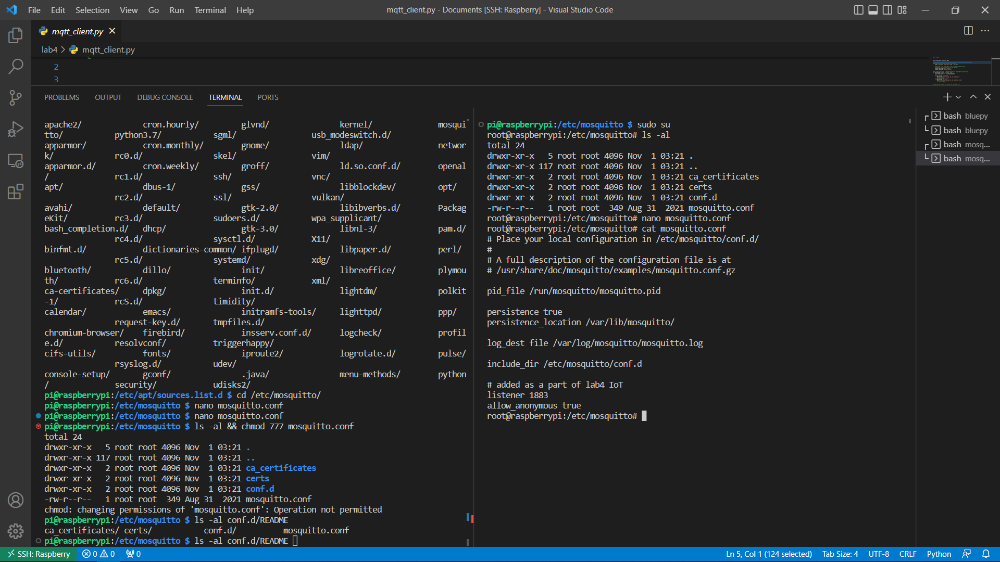 File Edit Selection View Go Run Terminal Help
mqtt_client.py - Documents [SSH: Raspberry] - Visual Studio Code
mqtt_client.py
lab4 > mqtt_client.py
2
3
PROBLEMS OUTPUT DEBUG CONSOLE TERMINAL PORTS
apache2/ cron.hourly/ glvnd/ kernel/ mosqui
tto/ python3.7/ sgml/ usb_modeswitch.d/
apparmor/ cron.monthly/ gnome/ ldap/ networ
k/ rc0.d/ skel/ vim/
apparmor.d/ cron.weekly/ groff/ ld.so.conf.d/ openal
/ rc1.d/ ssh/ vnc/
apt/ dbus-1/ gss/ libblockdev/ opt/
rc2.d/ ssl/ vulkan/
avahi/ default/ gtk-2.0/ libibverbs.d/ Packag
eKit/ rc3.d/ sudoers.d/ wpa_supplicant/
bash_completion.d/ dhcp/ gtk-3.0/ libnl-3/ pam.d/
rc4.d/ sysctl.d/ X11/
binfmt.d/ dictionaries-common/ ifplugd/ libpaper.d/ perl/
rc5.d/ systemd/ xdg/
bluetooth/ dillo/ init/ libreoffice/ plymou
th/ rc6.d/ terminfo/ xml/
ca-certificates/ dpkg/ init.d/ lightdm/ polkit
-1/ rcS.d/ timidity/
calendar/ emacs/ initramfs-tools/ lighttpd/ ppp/
request-key.d/ tmpfiles.d/
chromium-browser/ firebird/ insserv.conf.d/ logcheck/ profil
e.d/ resolvconf/ triggerhappy/
cifs-utils/ fonts/ iproute2/ logrotate.d/ pulse/
rsyslog.d/ udev/
console-setup/ gconf/ .java/ menu-methods/ python
/ security/ udisks2/
pi@raspberrypi:/etc/apt/sources.list.d $ cd /etc/mosquitto/
pi@raspberrypi:/etc/mosquitto $ nano mosquitto.conf
pi@raspberrypi:/etc/mosquitto $ nano mosquitto.conf
pi@raspberrypi:/etc/mosquitto $ ls -al && chmod 777 mosquitto.conf
total 24
drwxr-xr-x 5 root root 4096 Nov 1 03:21 .
drwxr-xr-x 117 root root 4096 Nov 1 03:21 ..
drwxr-xr-x 2 root root 4096 Nov 1 03:21 ca_certificates
drwxr-xr-x 2 root root 4096 Nov 1 03:21 certs
drwxr-xr-x 2 root root 4096 Nov 1 03:21 conf.d
-rw-r--r-- 1 root root 349 Aug 31 2021 mosquitto.conf
chmod: changing permissions of 'mosquitto.conf': Operation not permitted
pi@raspberrypi:/etc/mosquitto $ ls -al conf.d/README
ca_certificates/ certs/ conf.d/ mosquitto.conf
pi@raspberrypi:/etc/mosquitto $ ls -al conf.d/README
pi@raspberrypi:/etc/mosquitto $ sudo su
root@raspberrypi:/etc/mosquitto# ls -al
total 24
drwxr-xr-x 5 root root 4096 Nov 1 03:21 .
drwxr-xr-x 117 root root 4096 Nov 1 03:21 ..
drwxr-xr-x 2 root root 4096 Nov 1 03:21 ca_certificates
drwxr-xr-x 2 root root 4096 Nov 1 03:21 certs
drwxr-xr-x 2 root root 4096 Nov 1 03:21 conf.d
-rw-r--r-- 1 root root 349 Aug 31 2021 mosquitto.conf
root@raspberrypi:/etc/mosquitto# nano mosquitto.conf
root@raspberrypi:/etc/mosquitto# cat mosquitto.conf
# Place your local configuration in /etc/mosquitto/conf.d/
#
# A full description of the configuration file is at
# /usr/share/doc/mosquitto/examples/mosquitto.conf.gz
pid_file /run/mosquitto/mosquitto.pid
persistence true
persistence_location /var/lib/mosquitto/
log_dest file /var/log/mosquitto/mosquitto.log
include_dir /etc/mosquitto/conf.d
# added as a part of lab4 IoT
listener 1883
allow_anonymous true
root@raspberrypi:/etc/mosquitto#
bash bluepy
bash bluepy
bash mosq...
bash mosq...
SSH: Raspberry 0 0 0
Ln 5, Col 1 (124 selected) Tab Size: 4 UTF-8 CRLF Python